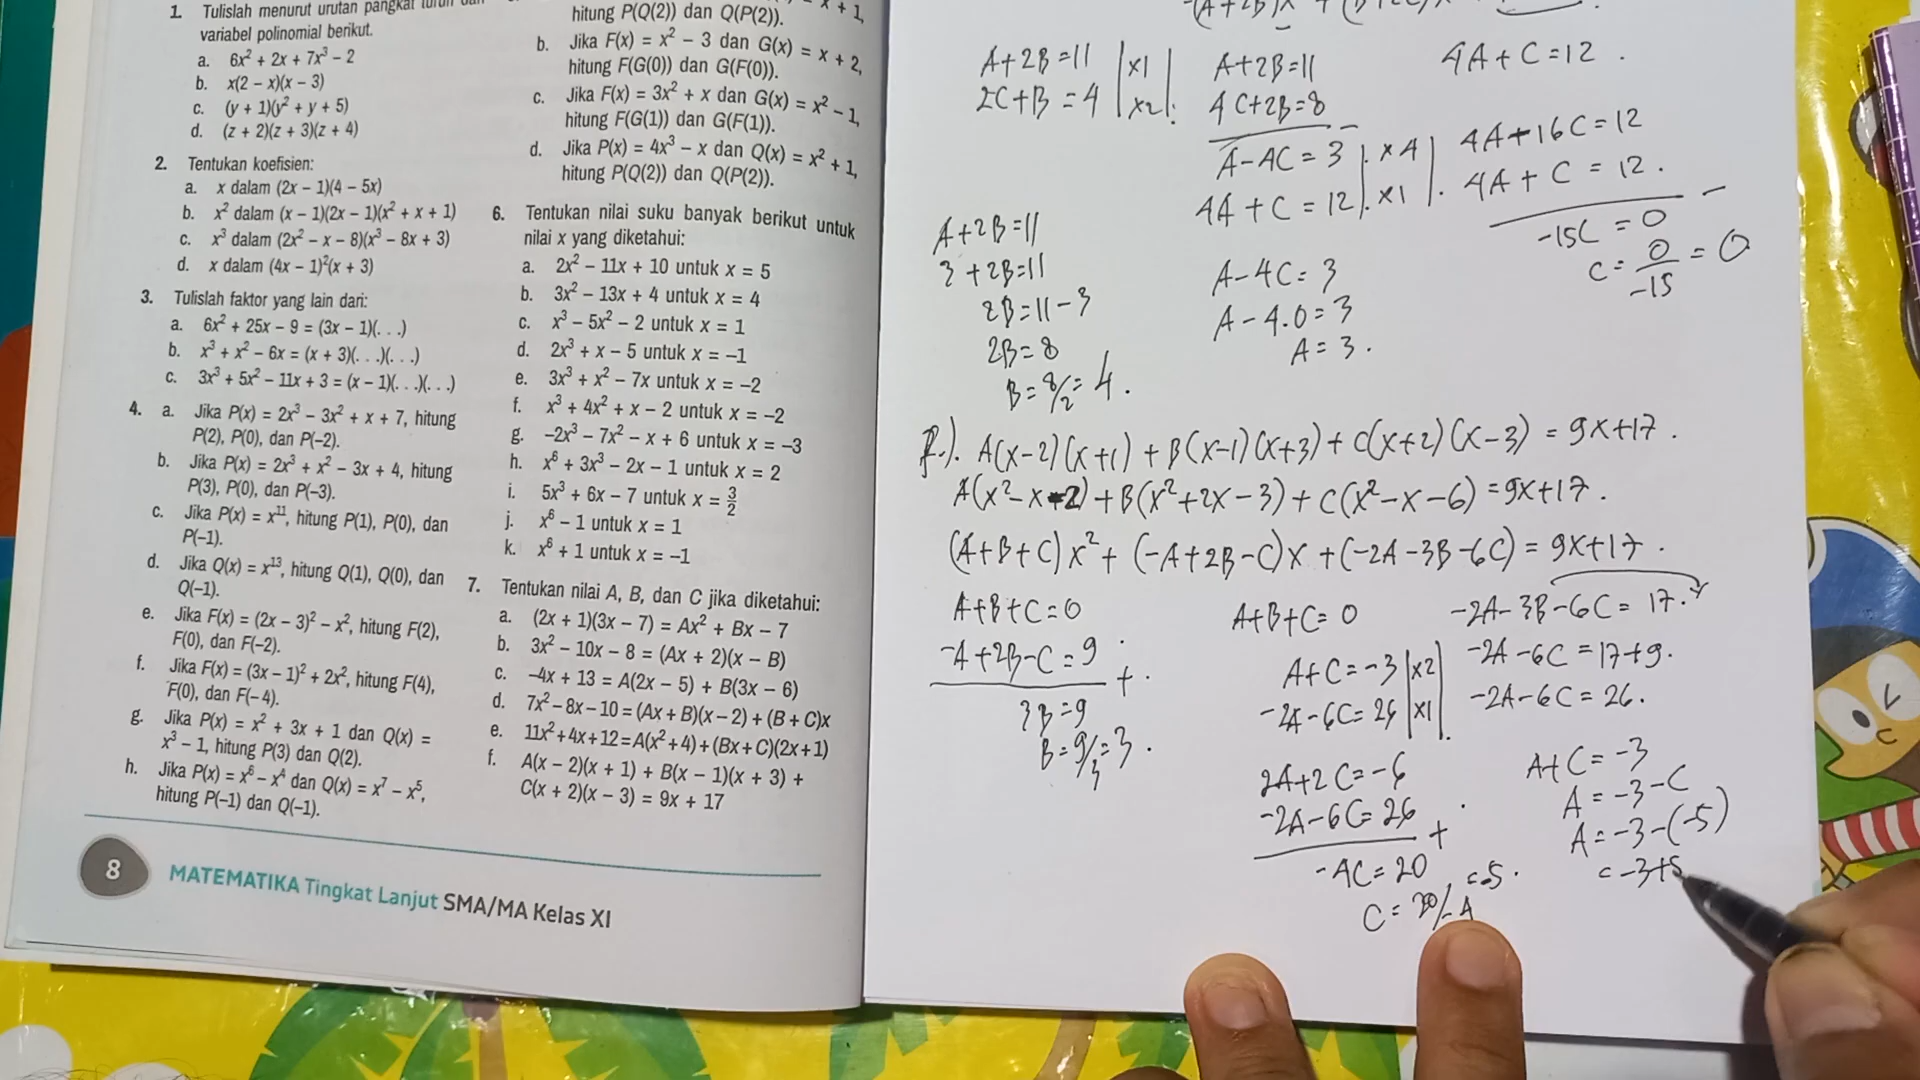 1. Tulislah menurut urutan pangkat turun dari
variabel polinomial berikut.
a. 6x² + 2x + 7x³ – 2
b. x(2 – x)(x – 3)
c. (y + 1)(y² + y + 5)
d. (z + 2)(z + 3)(z + 4)
2. Tentukan koefisien:
a. x dalam (2x – 1)(4 – 5x)
b. x² dalam (x – 1)(2x – 1)(x² + x + 1)
c. x³ dalam (2x² – x – 8)(x³ – 8x + 3)
d. x dalam (4x – 1)²(x + 3)
3. Tulislah faktor yang lain dari:
a. 6x² + 25x – 9 = (3x – 1)(. . .)
b. x³ + x² – 6x = (x + 3)(. . .)(. . .)
c. 3x³ + 5x² – 11x + 3 = (x – 1)(. . .)(. . .)
4. a. Jika P(x) = 2x³ – 3x² + x + 7, hitung
P(2), P(0), dan P(–2).
b. Jika P(x) = 2x³ + x² – 3x + 4, hitung
P(3), P(0), dan P(–3).
c. Jika P(x) = x¹¹, hitung P(1), P(0), dan
P(–1).
d. Jika Q(x) = x¹³, hitung Q(1), Q(0), dan
Q(–1).
e. Jika F(x) = (2x – 3)² – x², hitung F(2),
F(0), dan F(–2).
f. Jika F(x) = (3x – 1)² + 2x², hitung F(4),
F(0), dan F(– 4).
g. Jika P(x) = x² + 3x + 1 dan Q(x) =
x³ – 1, hitung P(3) dan Q(2).
h. Jika P(x) = x⁶ – x⁴ dan Q(x) = x⁷ – x⁵,
hitung P(–1) dan Q(–1).
x + 1,
hitung P(Q(2)) dan Q(P(2)).
b. Jika F(x) = x² – 3 dan G(x) = x + 2,
hitung F(G(0)) dan G(F(0)).
c. Jika F(x) = 3x² + x dan G(x) = x² – 1,
hitung F(G(1)) dan G(F(1)).
d. Jika P(x) = 4x³ – x dan Q(x) = x² + 1,
hitung P(Q(2)) dan Q(P(2)).
6. Tentukan nilai suku banyak berikut untuk
nilai x yang diketahui:
a. 2x² – 11x + 10 untuk x = 5
b. 3x² – 13x + 4 untuk x = 4
c. x³ – 5x² – 2 untuk x = 1
d. 2x³ + x – 5 untuk x = –1
e. 3x³ + x² – 7x untuk x = –2
f. x³ + 4x² + x – 2 untuk x = –2
g. –2x³ – 7x² – x + 6 untuk x = –3
h. x⁶ + 3x³ – 2x – 1 untuk x = 2
i. 5x³ + 6x – 7 untuk x = 3/2
j. x⁶ – 1 untuk x = 1
k. x⁶ + 1 untuk x = –1
7. Tentukan nilai A, B, dan C jika diketahui:
a. (2x + 1)(3x – 7) = Ax² + Bx – 7
b. 3x² – 10x – 8 = (Ax + 2)(x – B)
c. –4x + 13 = A(2x – 5) + B(3x – 6)
d. 7x² – 8x – 10 = (Ax + B)(x – 2) + (B + C)x
e. 11x² + 4x + 12 = A(x² + 4) + (Bx + C)(2x + 1)
f. A(x – 2)(x + 1) + B(x – 1)(x + 3) +
C(x + 2)(x – 3) = 9x + 17
8 MATEMATIKA Tingkat Lanjut SMA/MA Kelas XI
A+2B=11 | x1 |
2C+B=4 | x2 |
A+2B=11
4C+2B=8
A-4C=3 | x4 |
4A+C=12 | x1 |
4A+C=12
4A+16C=12
4A+C=12.
-15C=0
C=0/-15=0
A+2B=11
3+2B=11
2B=11-3
2B=8
B=8/2=4.
A-4C=3
A-4.0=3
A=3.
f.). A(x-2)(x+1)+B(x-1)(x+3)+C(x+2)(x-3)=9x+17.
A(x²-x-2)+B(x²+2x-3)+C(x²-x-6)=9x+17.
(A+B+C)x²+(-A+2B-C)x+(-2A-3B-6C)=9x+17.
A+B+C=0
-A+2B-C=9
+
3B=9
B=9/3=3.
A+B+C=0
A+C=-3 | x2 |
-2A-6C=26 | x1 |
2A+2C=-6
-2A-6C=26
+
-4C=20
C=20/-4 =-5.
-2A-3B-6C=17.
-2A-6C=17+9.
-2A-6C=26.
A+C=-3
A=-3-C
A=-3-(-5)
=-3+5